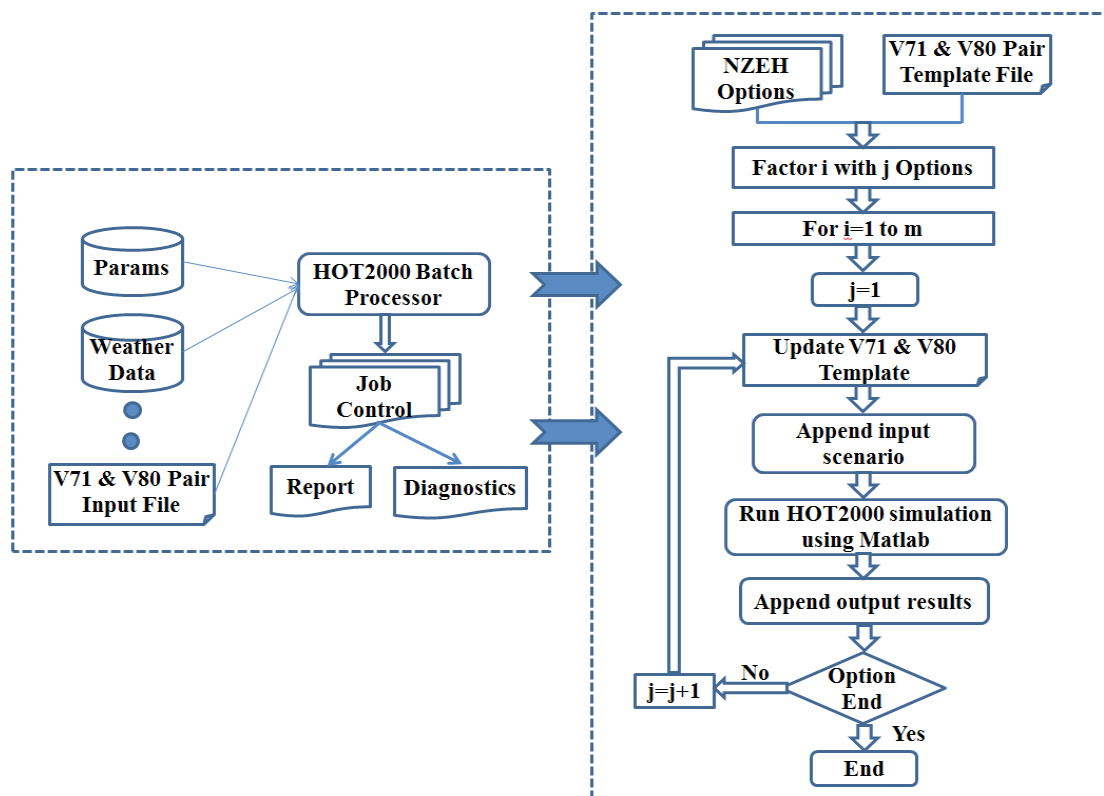 Params
Weather
Data
V71 & V80 Pair
Input File
HOT2000 Batch
Processor
Job
Control
Report
Diagnostics
NZEH
Options
V71 & V80 Pair
Template File
Factor i with j Options
For i=1 to m
j=1
Update V71 & V80
Template
Append input
scenario
Run HOT2000 simulation
using Matlab
Append output results
Option
End
No
j=j+1
Yes
End